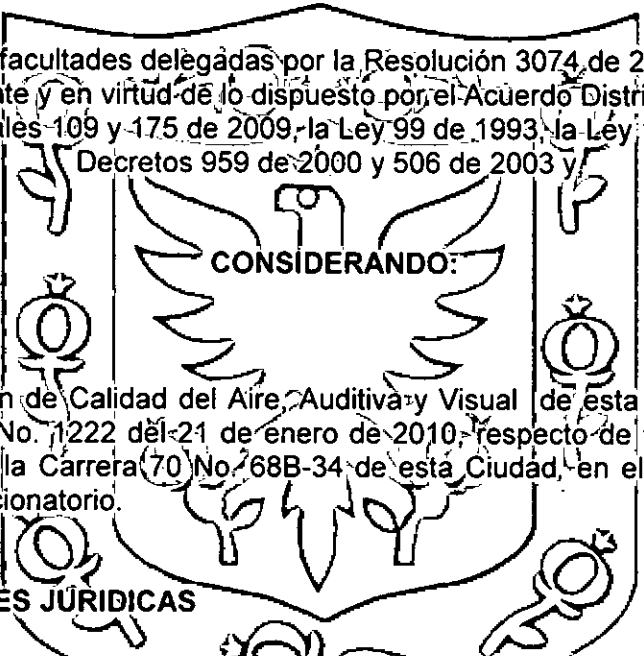 facultades delegadas por la Resolución 3074 de 2
te y en virtud de lo dispuesto por el Acuerdo Distri
les 109 y 175 de 2009, la Ley 99 de 1993, la Ley
Decretos 959 de 2000 y 506 de 2003 y
CONSIDERANDO:
n de Calidad del Aire, Auditiva y Visual de esta
No. 1222 del 21 de enero de 2010, respecto de
la Carrera 70 No. 68B-34 de esta Ciudad, en el
cionatorio.
ES JURIDICAS